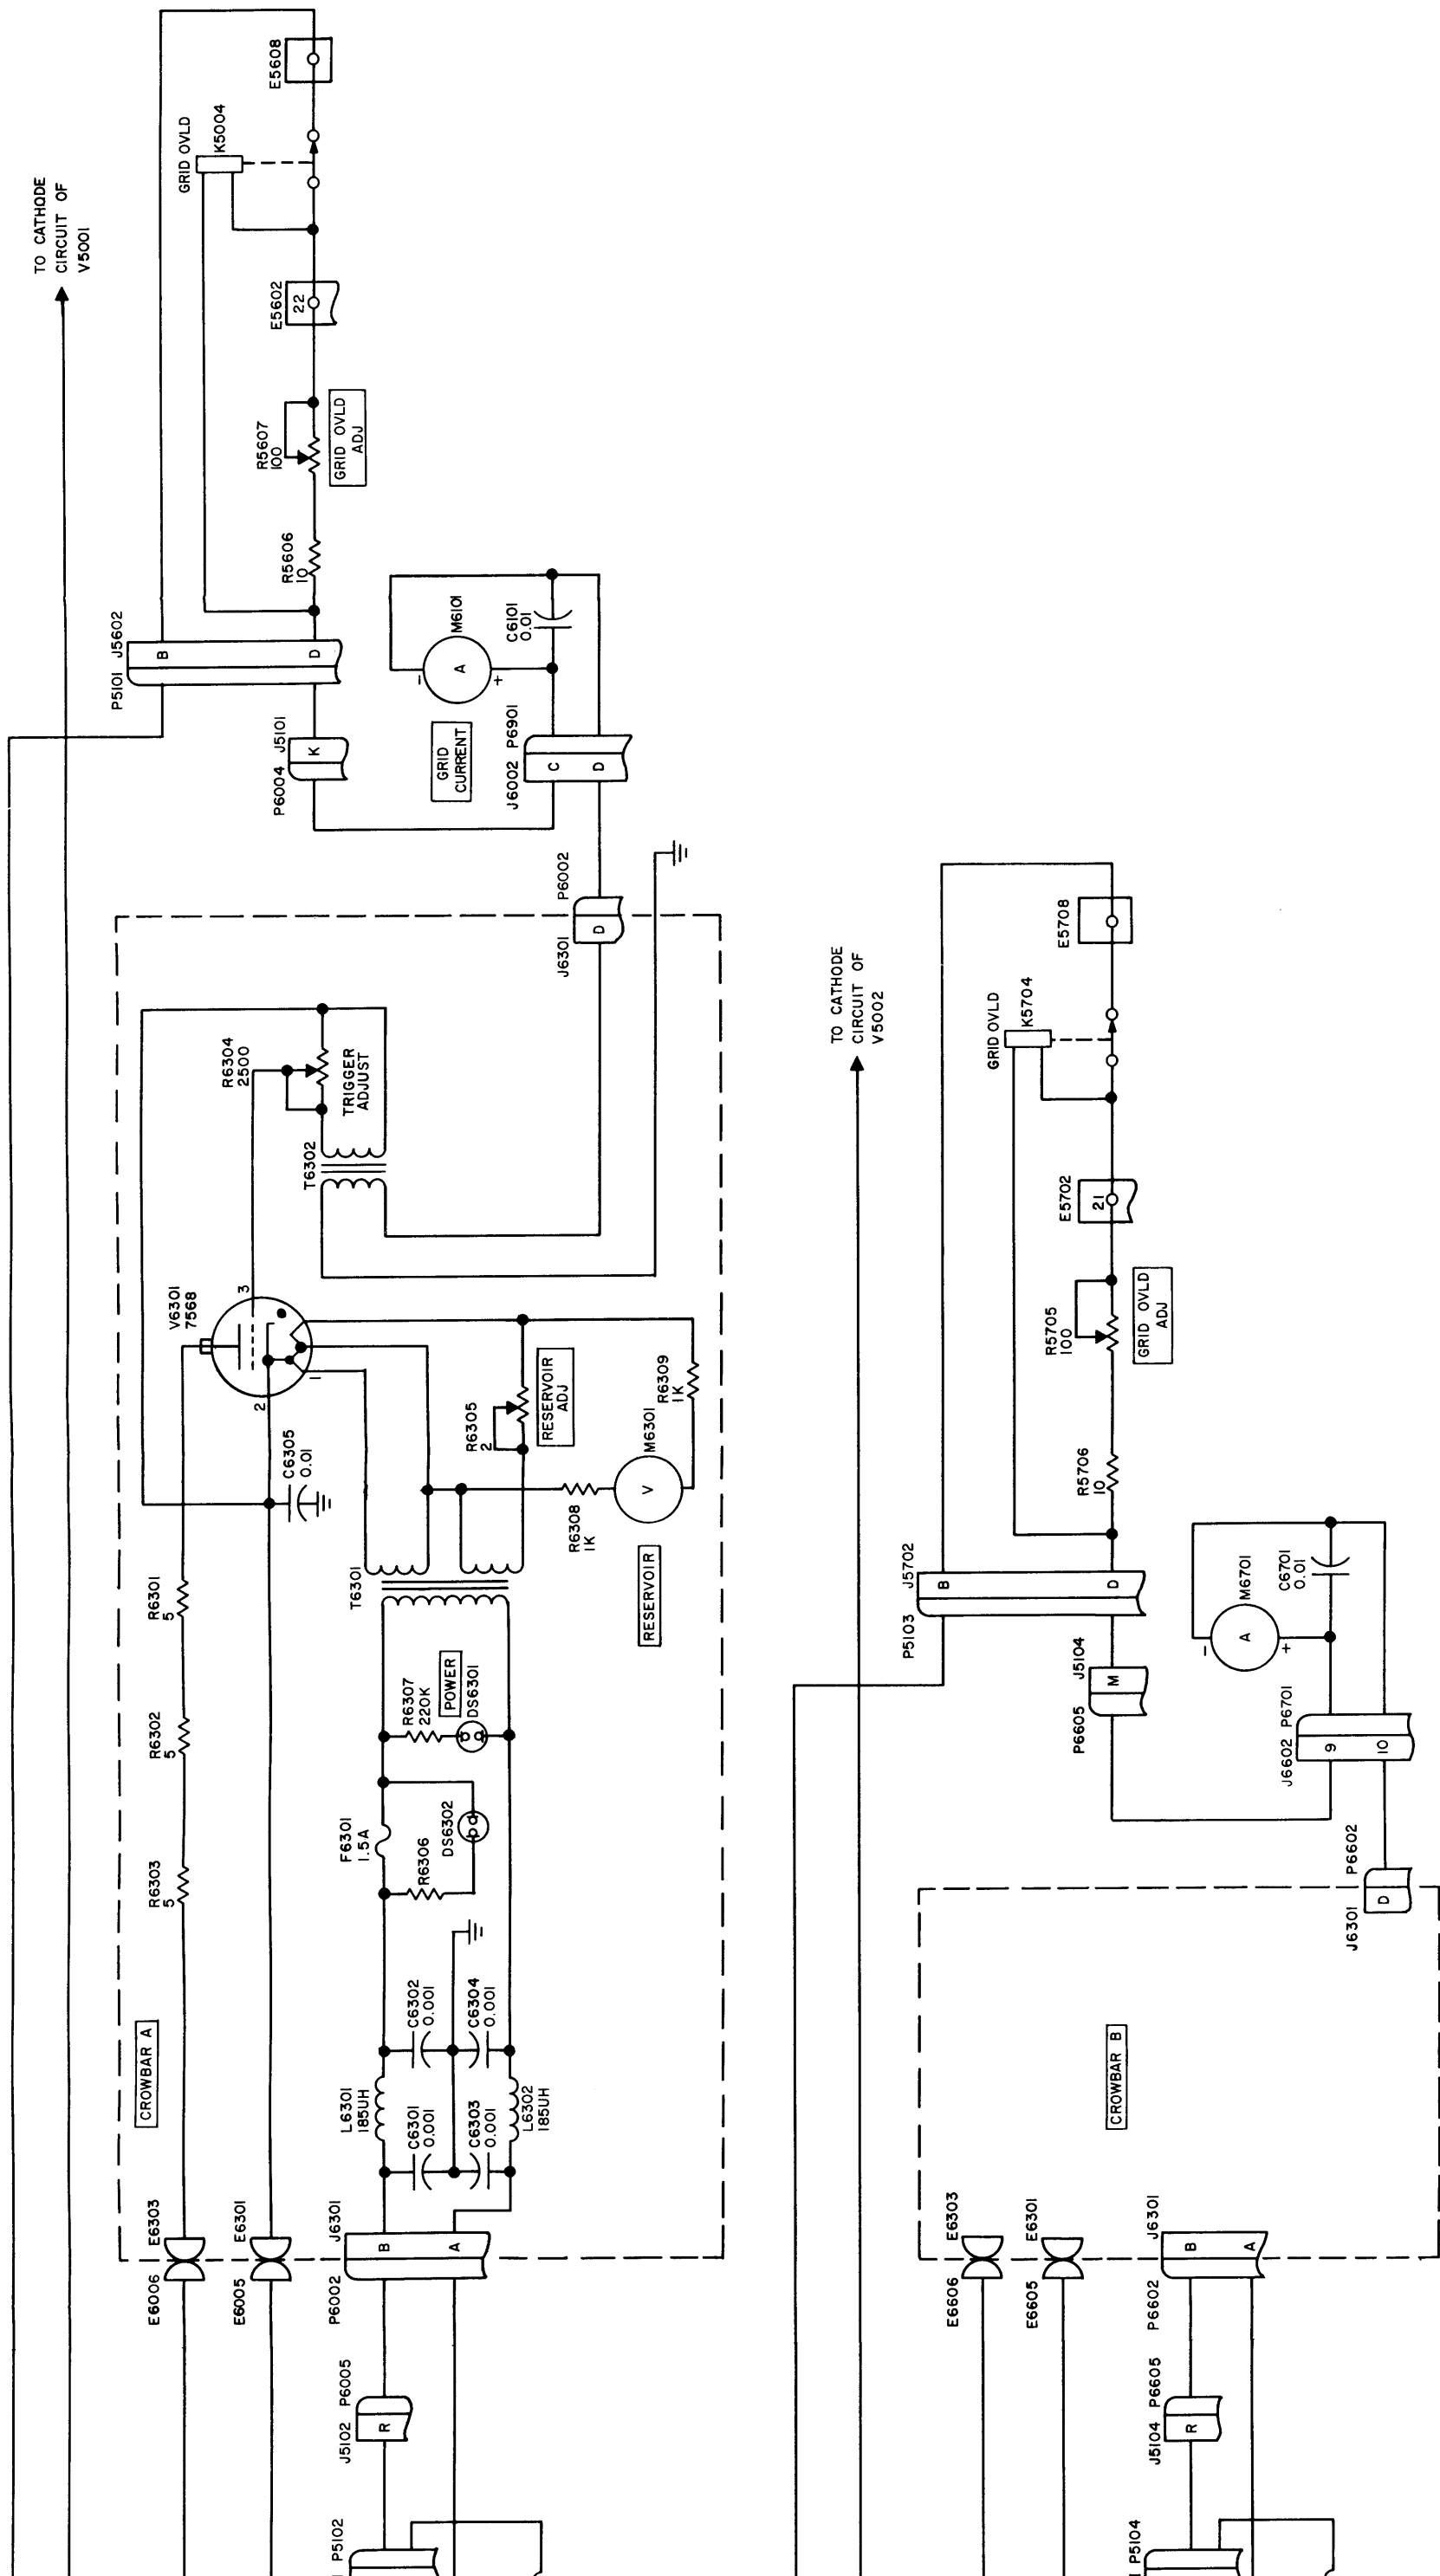 E5608
GRID OVLD
K5004
TO CATHODE
CIRCUIT OF
V5001
E5602
22
R5607
100
GRID OVLD
ADJ
R5606
10
P5101 J5602
B
D
M6101
A
-
+
C6101
0.01
GRID
CURRENT
P6004 J5101
K
J6002 P6901
C
D
J6301 P6002
D
R6304
2500
TRIGGER
ADJUST
T6302
V6301
7568
3
2
1
C6305
0.01
R6305
2
RESERVOIR
ADJ
R6309
1K
M6301
V
R6308
1K
RESERVOIR
T6301
R6301
5
R6302
5
R6303
5
R6307
220K
POWER
DS6301
F6301
1.5A
DS6302
R6306
CROWBAR A
L6301
185UH
C6302
0.001
C6304
0.001
C6301
0.001
C6303
0.001
L6302
185UH
E6006 E6303
E6005 E6301
P6002 J6301
B
A
J5102 P6005
R
P5102
E5708
GRID OVLD
K5704
TO CATHODE
CIRCUIT OF
V5002
E5702
21
R5705
100
GRID OVLD
ADJ
R5706
10
P5103 J5702
B
D
P6605 J5104
M
M6701
A
-
+
C6701
0.01
J6602 P6701
9
10
J6301 P6602
D
CROWBAR B
E6606 E6303
E6605 E6301
P6602 J6301
B
A
J5104 P6605
R
P5104